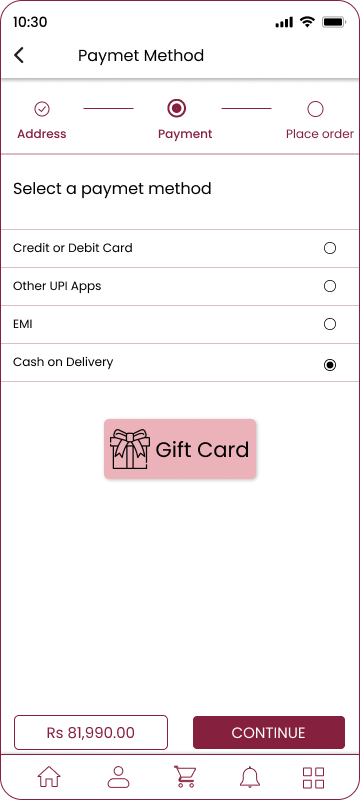 10:30
Paymet Method
Address Payment Place order
Select a paymet method
Credit or Debit Card
Other UPI Apps
EMI
Cash on Delivery
Gift Card
Rs 81,990.00 CONTINUE